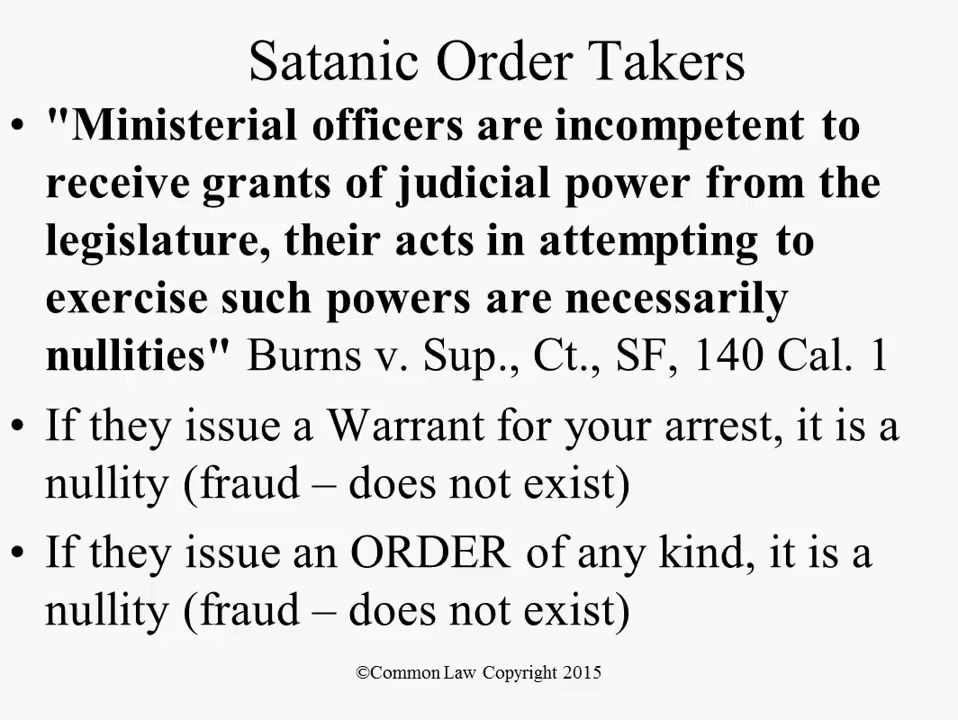 Satanic Order Takers
• "Ministerial officers are incompetent to
receive grants of judicial power from the
legislature, their acts in attempting to
exercise such powers are necessarily
nullities" Burns v. Sup., Ct., SF, 140 Cal. 1
• If they issue a Warrant for your arrest, it is a
nullity (fraud – does not exist)
• If they issue an ORDER of any kind, it is a
nullity (fraud – does not exist)
©Common Law Copyright 2015